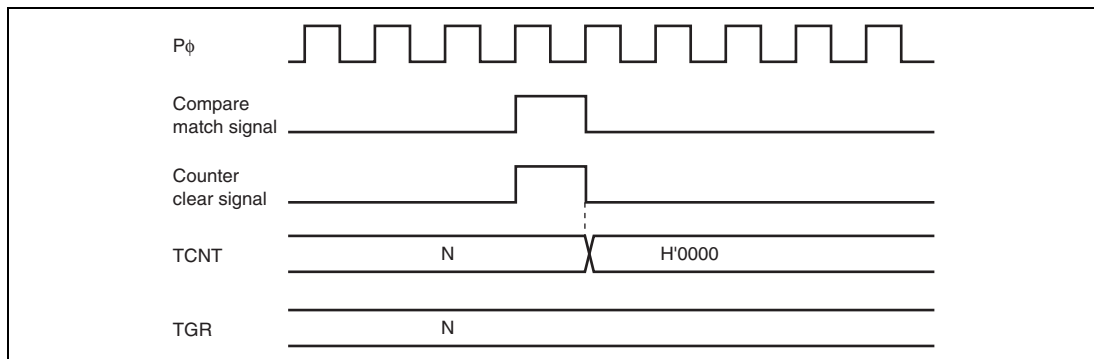 Pφ
Compare
match signal
Counter
clear signal
TCNT
N
H'0000
TGR
N